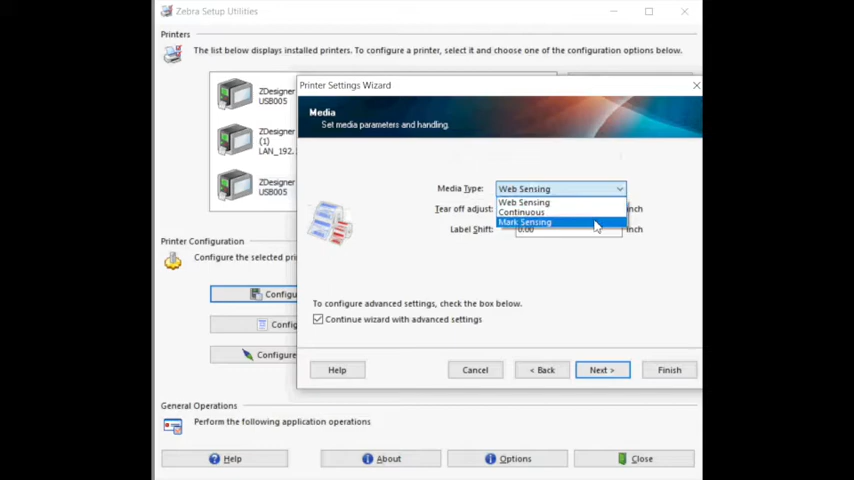 Zebra Setup Utilities
Printers
The list below displays installed printers. To configure a printer, select it and choose one of the configuration options below.
ZDesigner
USB005
ZDesigner
(1)
LAN_192.
ZDesigner
USB005
Printer Configuration
Configure the selected pri
Configu
Config
Configure
General Operations
Perform the following application operations
Help
About
Options
Close
Printer Settings Wizard
Media
Set media parameters and handling.
Media Type:
Web Sensing
Web Sensing
Continuous
Mark Sensing
Tear off adjust:
inch
Label Shift:
0.00
inch
To configure advanced settings, check the box below.
Continue wizard with advanced settings
Help
Cancel
< Back
Next >
Finish